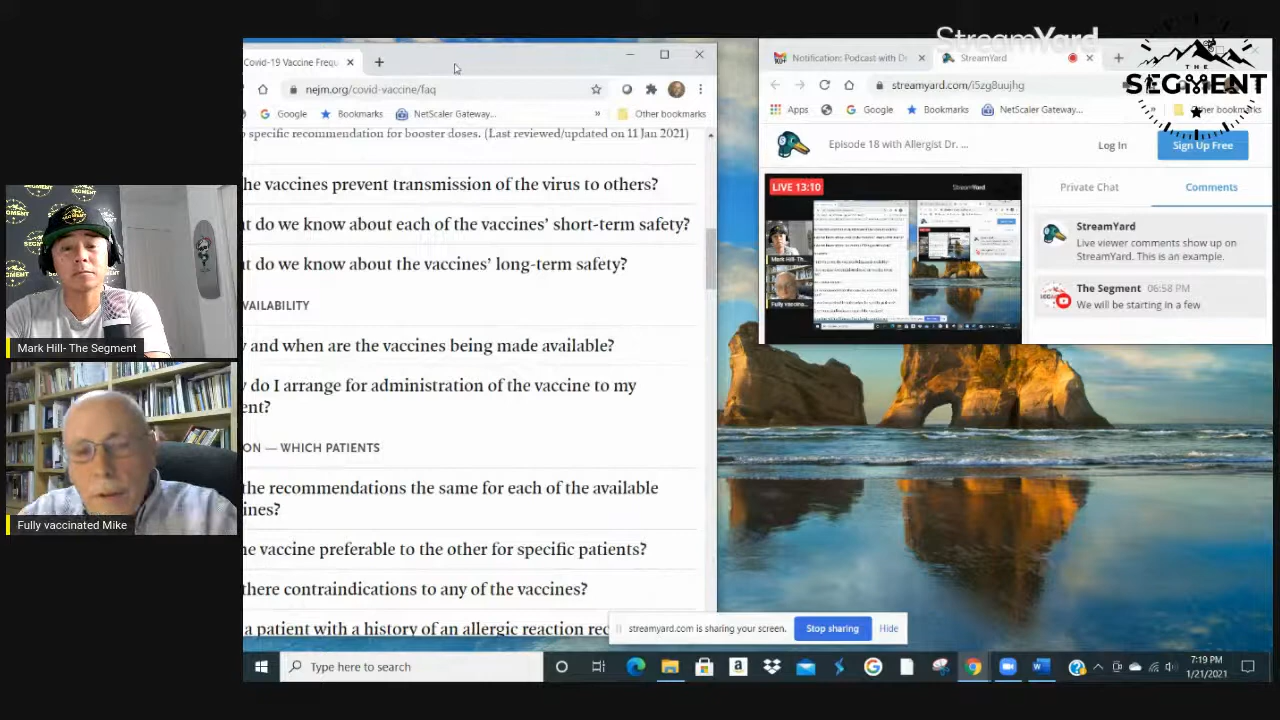 StreamYard
THE
SEGMENT
Covid-19 Vaccine Frequ
nejm.org/covid-vaccine/faq
Google
Bookmarks
NetScaler Gateway...
»
Other bookmarks
specific recommendation for booster doses. (Last reviewed/updated on 11 Jan 2021)
he vaccines prevent transmission of the virus to others?
t do we know about each of the vaccines' short-term safety?
t do we know about the vaccines' long-term safety?
VAILABILITY
and when are the vaccines being made available?
do I arrange for administration of the vaccine to my
ent?
ON — WHICH PATIENTS
the recommendations the same for each of the available
ines?
ne vaccine preferable to the other for specific patients?
there contraindications to any of the vaccines?
a patient with a history of an allergic reaction rec
Notification: Podcast with Dr
StreamYard
streamyard.com/i5zg8uujhg
Apps
Google
Bookmarks
NetScaler Gateway...
»
Other bookmarks
Episode 18 with Allergist Dr. ...
Log In
Sign Up Free
LIVE 13:10
StreamYard
Mark Hill- Th...
Fully vaccina...
Private Chat
Comments
StreamYard
Live viewer comments show up on
StreamYard. This is an example.
The Segment 06:58 PM
We will be starting in a few
Mark Hill- The Segment
Fully vaccinated Mike
streamyard.com is sharing your screen.
Stop sharing
Hide
Type here to search
7:19 PM
1/21/2021